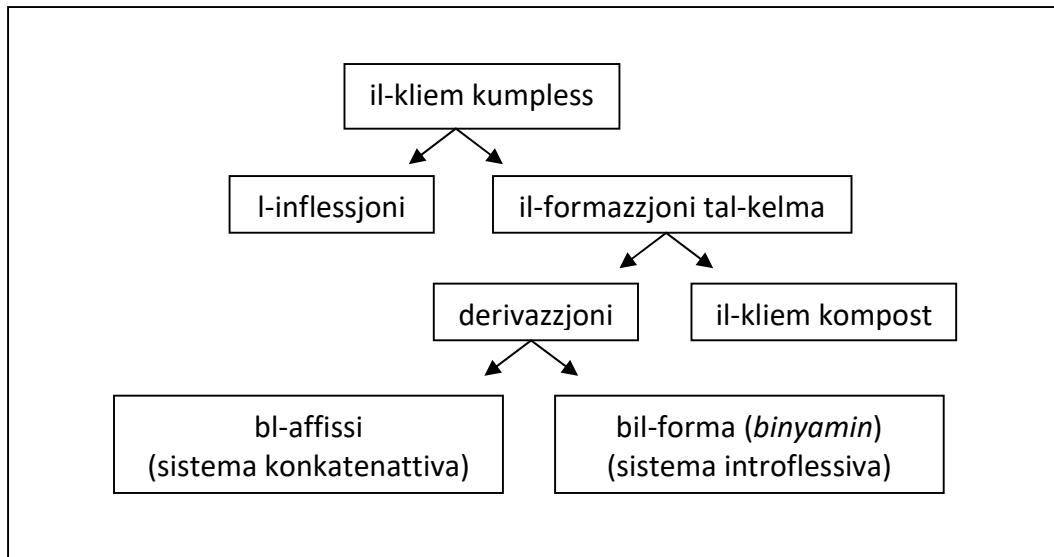 il-kliem kumpless
l-inflessjoni
il-formazzjoni tal-kelma
derivazzjoni
il-kliem kompost
bl-affissi
(sistema konkatenattiva)
bil-forma (binyamin)
(sistema introflessiva)